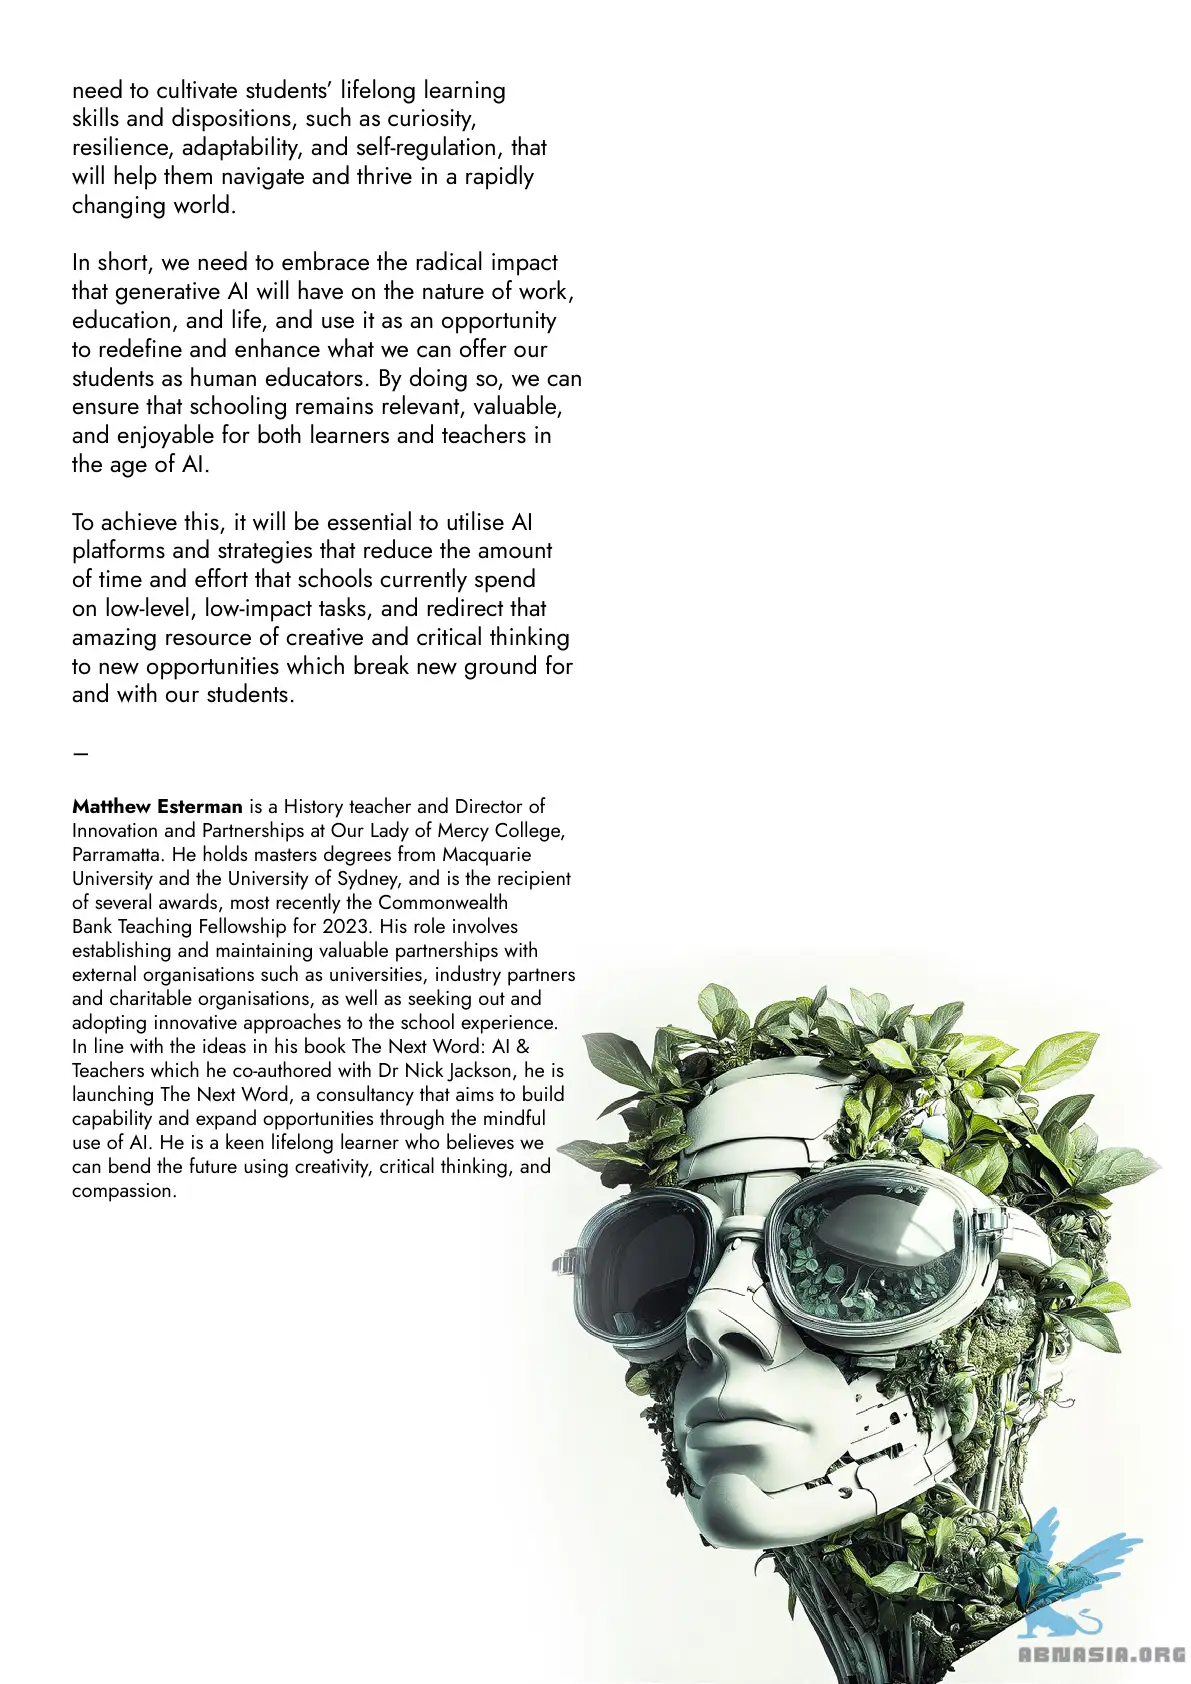 need to cultivate students’ lifelong learning
skills and dispositions, such as curiosity,
resilience, adaptability, and self-regulation, that
will help them navigate and thrive in a rapidly
changing world.
In short, we need to embrace the radical impact
that generative AI will have on the nature of work,
education, and life, and use it as an opportunity
to redefine and enhance what we can offer our
students as human educators. By doing so, we can
ensure that schooling remains relevant, valuable,
and enjoyable for both learners and teachers in
the age of AI.
To achieve this, it will be essential to utilise AI
platforms and strategies that reduce the amount
of time and effort that schools currently spend
on low-level, low-impact tasks, and redirect that
amazing resource of creative and critical thinking
to new opportunities which break new ground for
and with our students.
–
Matthew Esterman is a History teacher and Director of
Innovation and Partnerships at Our Lady of Mercy College,
Parramatta. He holds masters degrees from Macquarie
University and the University of Sydney, and is the recipient
of several awards, most recently the Commonwealth
Bank Teaching Fellowship for 2023. His role involves
establishing and maintaining valuable partnerships with
external organisations such as universities, industry partners
and charitable organisations, as well as seeking out and
adopting innovative approaches to the school experience.
In line with the ideas in his book The Next Word: AI &
Teachers which he co-authored with Dr Nick Jackson, he is
launching The Next Word, a consultancy that aims to build
capability and expand opportunities through the mindful
use of AI. He is a keen lifelong learner who believes we
can bend the future using creativity, critical thinking, and
compassion.
ABNASIA.ORG